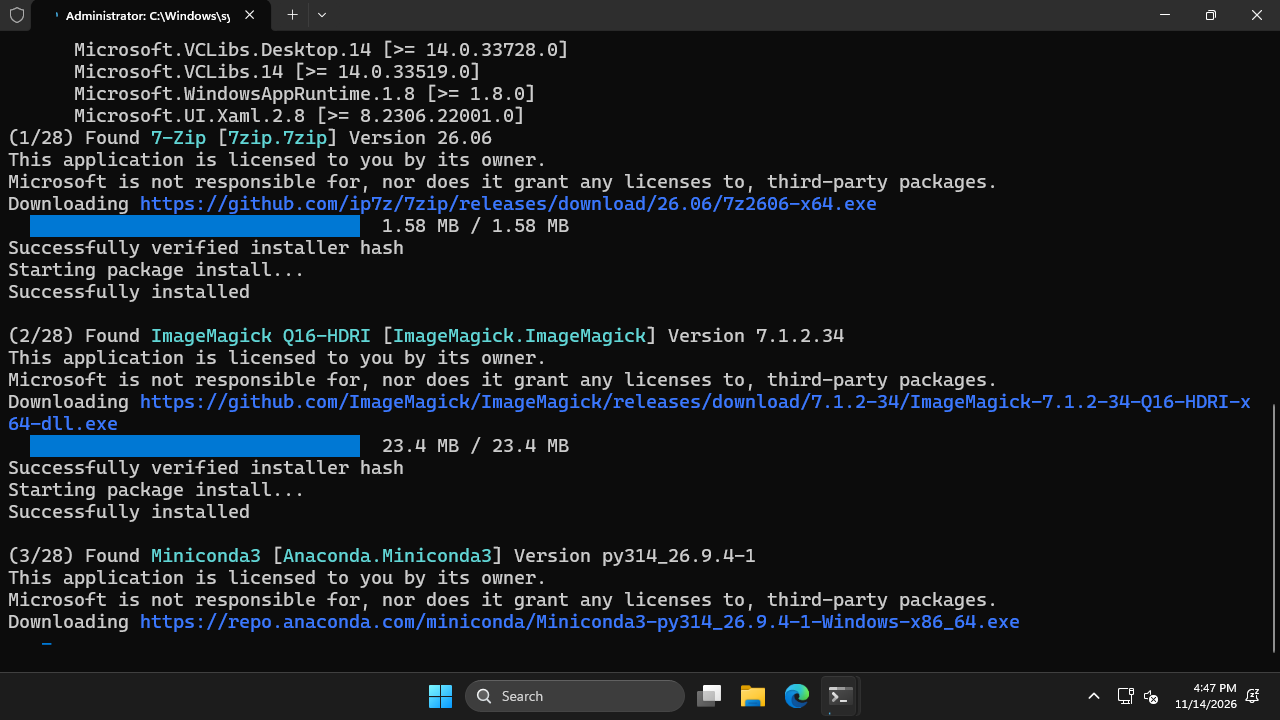 Administrator: C:\Windows\sy
Microsoft.VCLibs.Desktop.14 [>= 14.0.33728.0]
Microsoft.VCLibs.14 [>= 14.0.33519.0]
Microsoft.WindowsAppRuntime.1.8 [>= 1.8.0]
Microsoft.UI.Xaml.2.8 [>= 8.2306.22001.0]
(1/28) Found 7-Zip [7zip.7zip] Version 26.06
This application is licensed to you by its owner.
Microsoft is not responsible for, nor does it grant any licenses to, third-party packages.
Downloading https://github.com/ip7z/7zip/releases/download/26.06/7z2606-x64.exe
1.58 MB / 1.58 MB
Successfully verified installer hash
Starting package install...
Successfully installed
(2/28) Found ImageMagick Q16-HDRI [ImageMagick.ImageMagick] Version 7.1.2.34
This application is licensed to you by its owner.
Microsoft is not responsible for, nor does it grant any licenses to, third-party packages.
Downloading https://github.com/ImageMagick/ImageMagick/releases/download/7.1.2-34/ImageMagick-7.1.2-34-Q16-HDRI-x
64-dll.exe
23.4 MB / 23.4 MB
Successfully verified installer hash
Starting package install...
Successfully installed
(3/28) Found Miniconda3 [Anaconda.Miniconda3] Version py314_26.9.4-1
This application is licensed to you by its owner.
Microsoft is not responsible for, nor does it grant any licenses to, third-party packages.
Downloading https://repo.anaconda.com/miniconda/Miniconda3-py314_26.9.4-1-Windows-x86_64.exe
Search
4:47 PM
11/14/2026